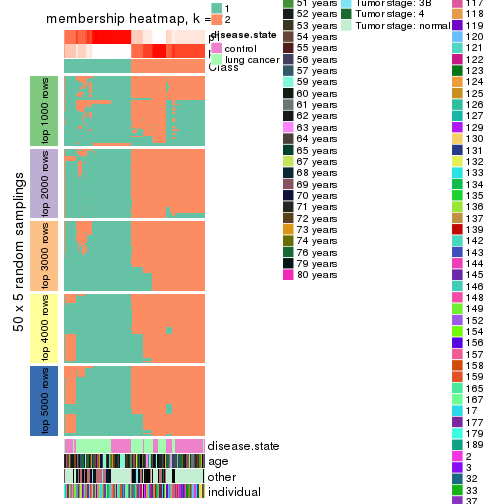 membership heatmap, k =
1
2
disease.state
control
lung cancer
Class
top 1000 rows
top 2000 rows
top 3000 rows
top 4000 rows
top 5000 rows
50 x 5 random samplings
disease.state
age
other
individual
51 years
52 years
53 years
54 years
55 years
56 years
57 years
59 years
60 years
61 years
62 years
63 years
64 years
65 years
67 years
68 years
69 years
70 years
71 years
72 years
73 years
74 years
76 years
79 years
80 years
Tumor stage: 3B
Tumor stage: 4
Tumor stage: normal
117
118
119
120
121
122
123
124
125
126
127
129
130
131
132
133
134
135
136
137
139
142
143
144
145
146
148
149
152
154
156
157
158
159
165
167
17
177
179
189
2
3
32
33
37